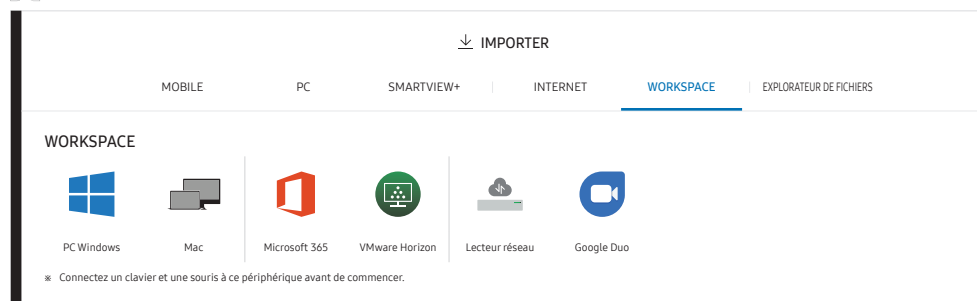 IMPORTER
MOBILE PC SMARTVIEW+ INTERNET WORKSPACE EXPLORATEUR DE FICHIERS
WORKSPACE
PC Windows Mac Microsoft 365 VMware Horizon Lecteur réseau Google Duo
※ Connectez un clavier et une souris à ce périphérique avant de commencer.